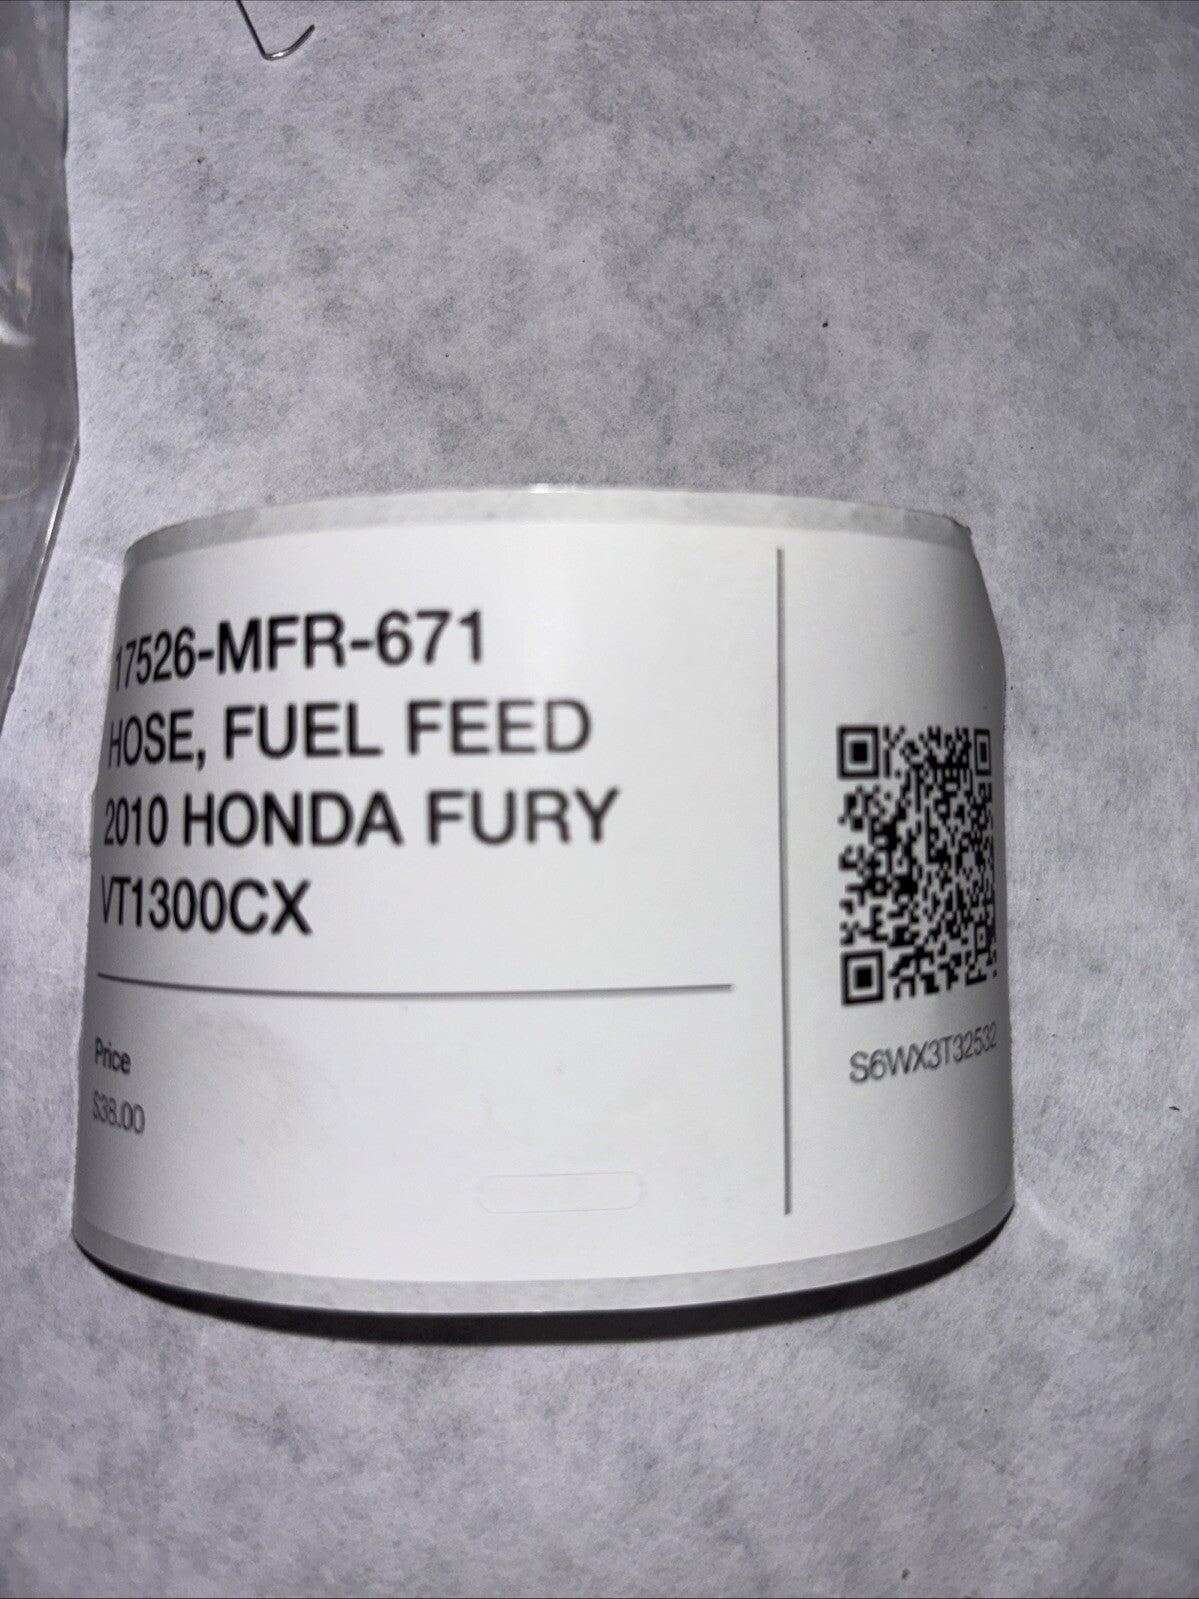 17526-MFR-671
HOSE, FUEL FEED
2010 HONDA FURY
VT1300CX
Price
$38.00
S6WX3T32532